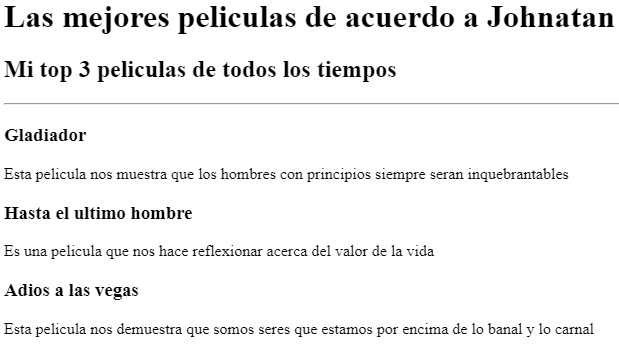 Las mejores peliculas de acuerdo a Johnatan
Mi top 3 peliculas de todos los tiempos
Gladiador
Esta pelicula nos muestra que los hombres con principios siempre seran inquebrantables
Hasta el ultimo hombre
Es una pelicula que nos hace reflexionar acerca del valor de la vida
Adios a las vegas
Esta pelicula nos demuestra que somos seres que estamos por encima de lo banal y lo carnal